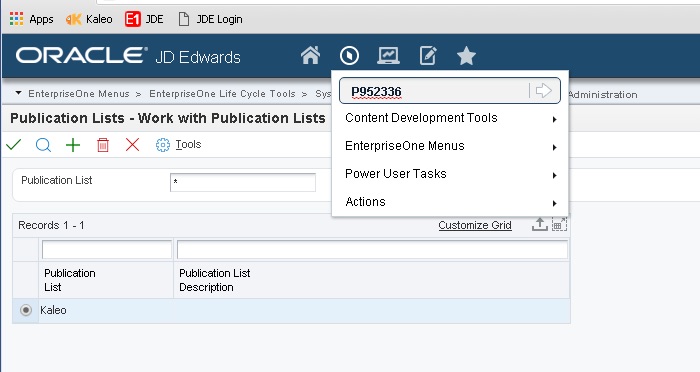 Apps Kaleo E1 JDE JDE Login
ORACLE JD Edwards
P952336
EnterpriseOne Menus > EnterpriseOne Life Cycle Tools > Sys
Administration
Content Development Tools
EnterpriseOne Menus
Power User Tasks
Actions
Publication Lists - Work with Publication Lists
Tools
Publication List *
Records 1 - 1 Customize Grid
Publication List
Publication List Description
Kaleo